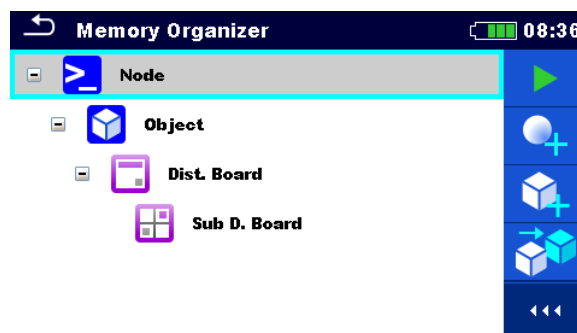 Memory Organizer 08:36
Node
Object
Dist. Board
Sub D. Board